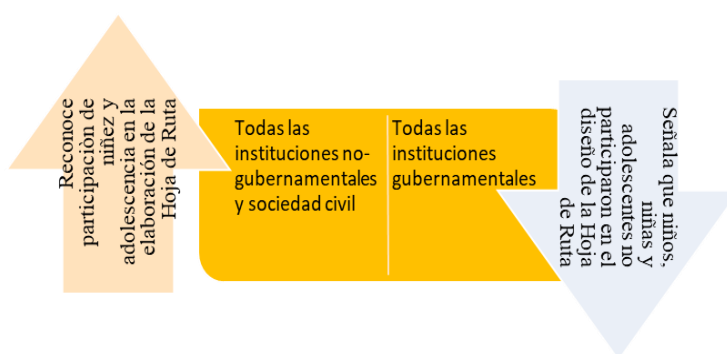 Reconoce
participaciòn de
niñez y
adolescencia en la
elaboración de la
Hoja de Ruta
Todas las
instituciones no-
gubernamentales
y sociedad civil
Todas las
instituciones
gubernamentales
Señala que niños,
niñas y
adolescentes no
participaron en el
diseño de la Hoja
de Ruta